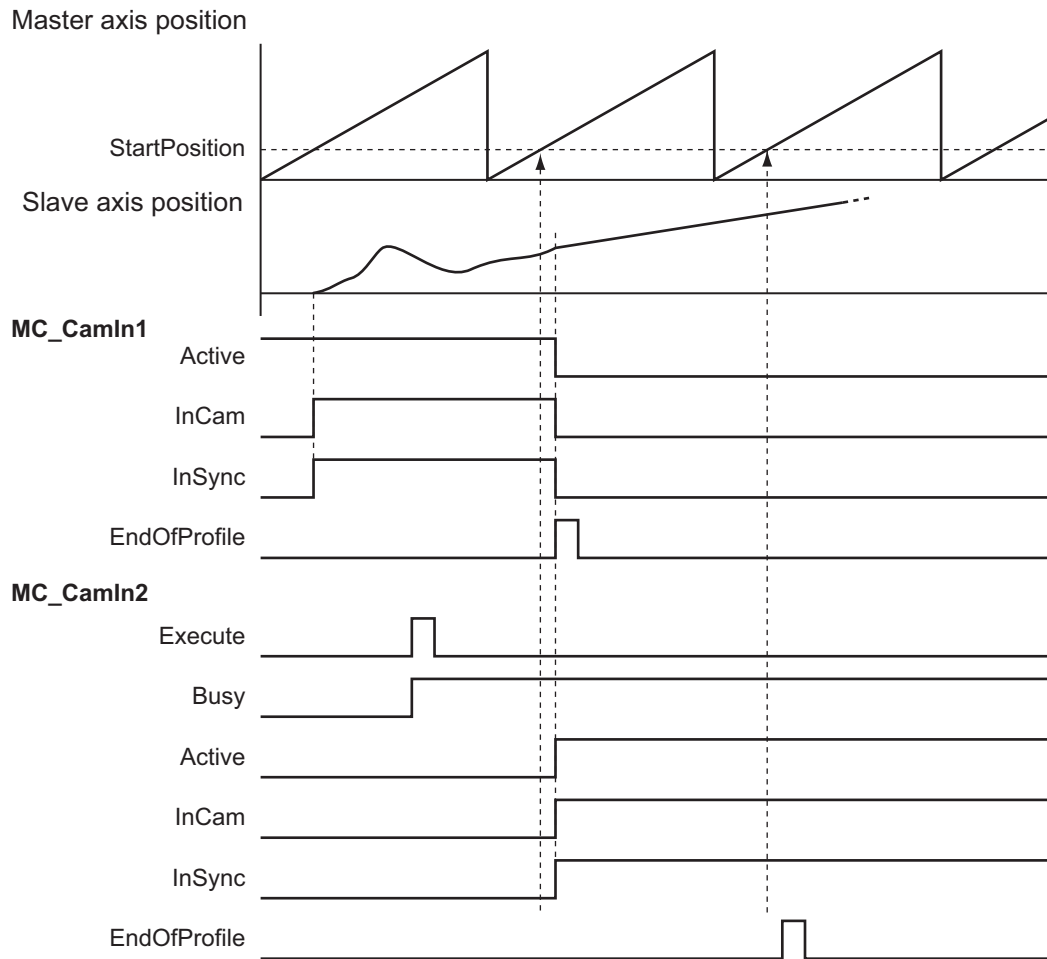 Master axis position
StartPosition
Slave axis position
MC_CamIn1
Active
InCam
InSync
EndOfProfile
MC_CamIn2
Execute
Busy
Active
InCam
InSync
EndOfProfile